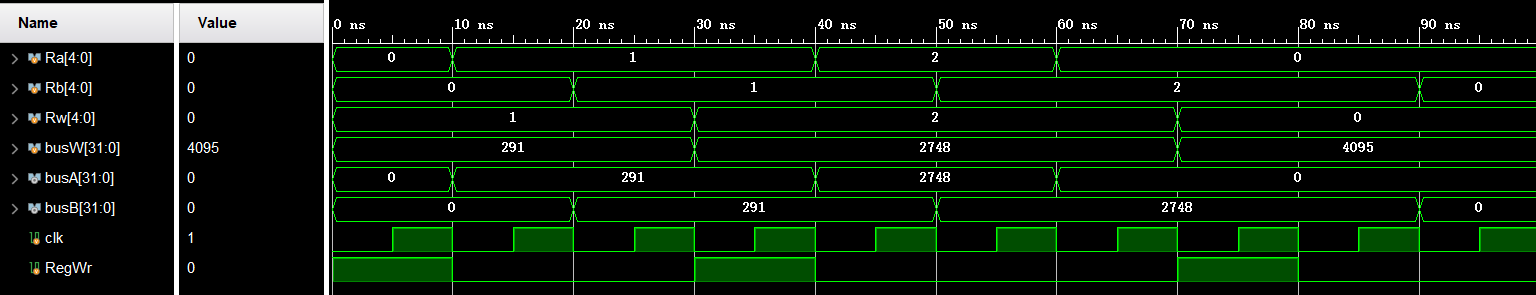 Name Value 0 ns 10 ns 20 ns 30 ns 40 ns 50 ns 60 ns 70 ns 80 ns 90 ns
Ra[4:0] 0 0 1 2 0
Rb[4:0] 0 0 1 2 0
Rw[4:0] 0 1 2 0
busW[31:0] 4095 291 2748 4095
busA[31:0] 0 0 291 2748 0
busB[31:0] 0 0 291 2748 0
clk 1
RegWr 0